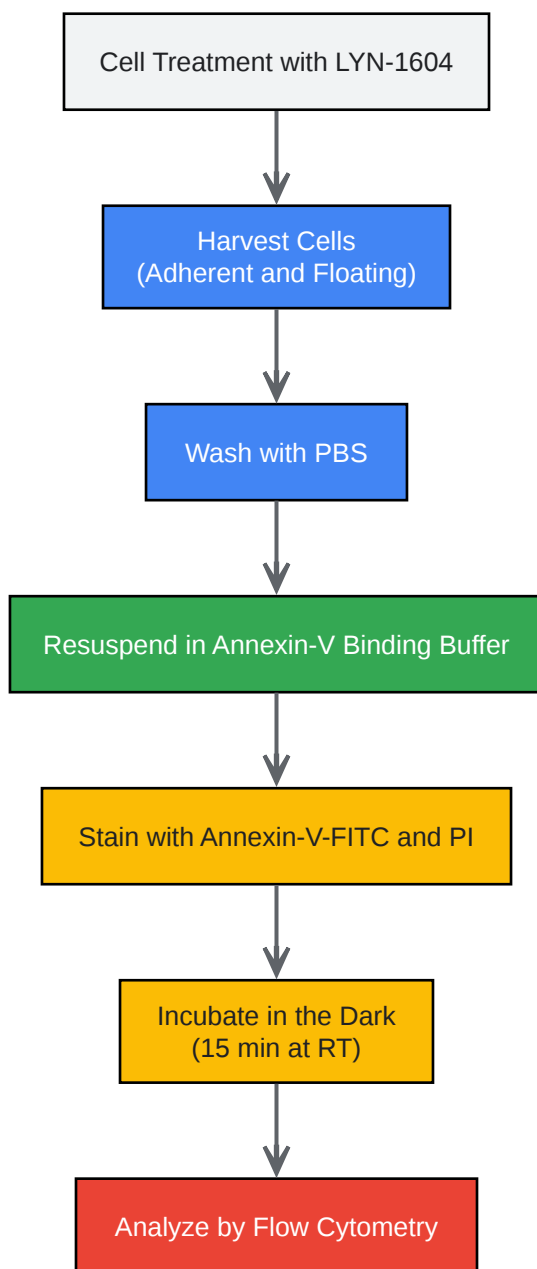 Cell Treatment with LYN-1604
Harvest Cells
(Adherent and Floating)
Wash with PBS
Resuspend in Annexin-V Binding Buffer
Stain with Annexin-V-FITC and PI
Incubate in the Dark
(15 min at RT)
Analyze by Flow Cytometry